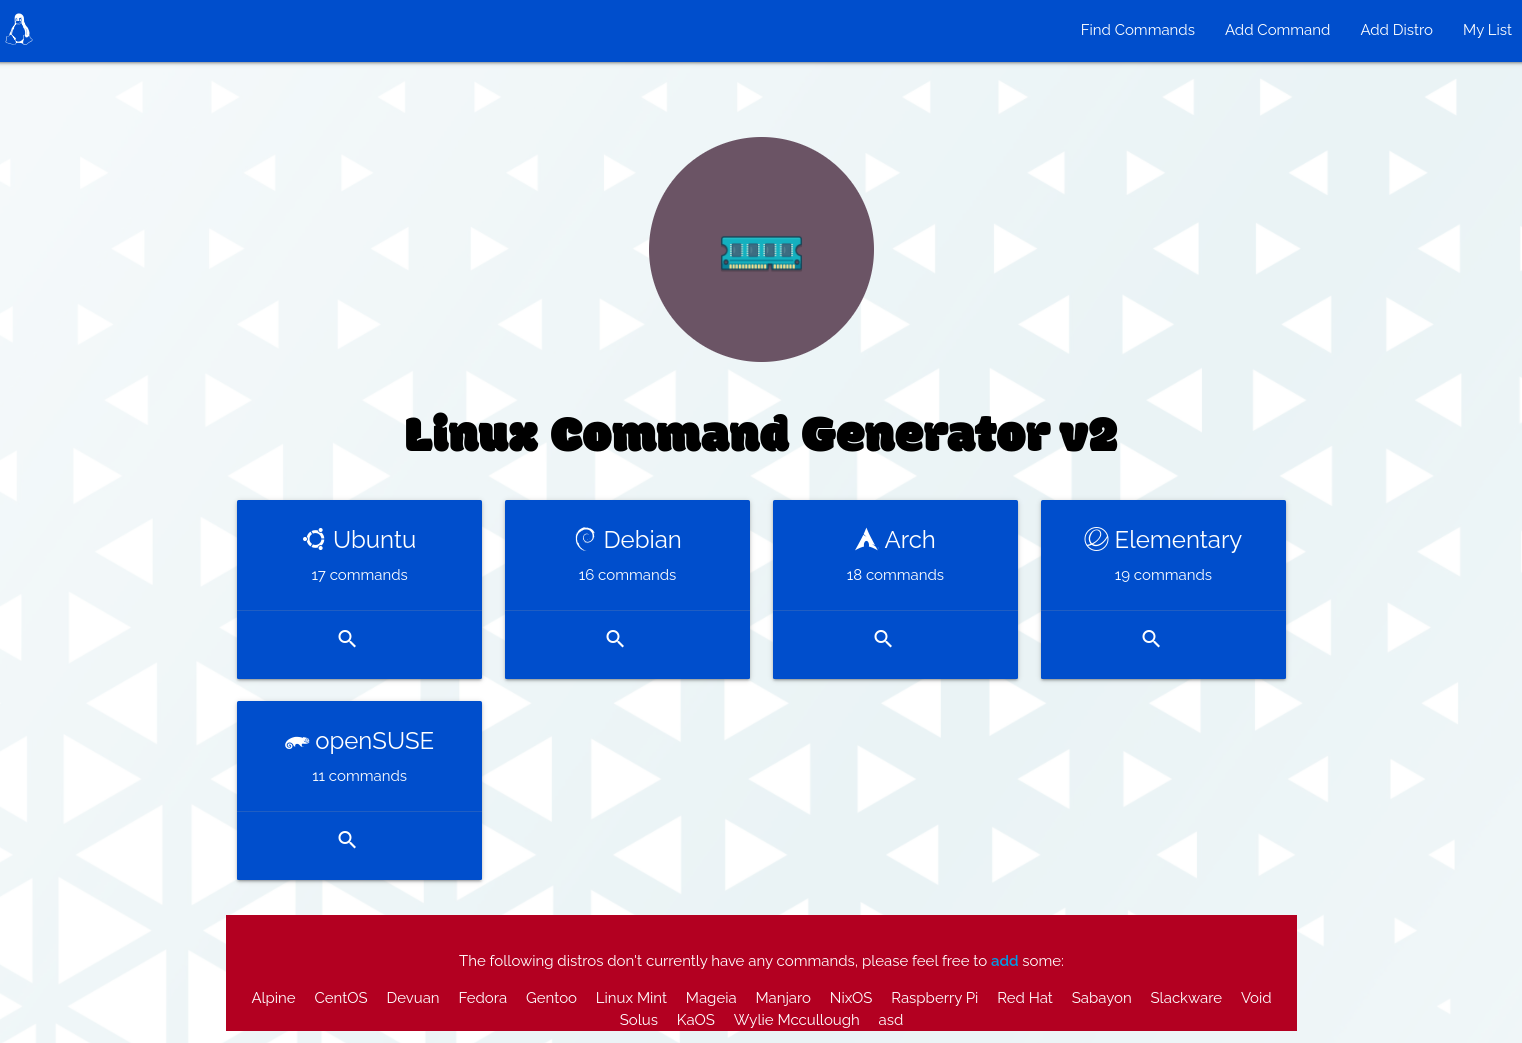 Find Commands Add Command Add Distro My List
Linux Command Generator v2
Ubuntu
17 commands
Debian
16 commands
Arch
18 commands
Elementary
19 commands
openSUSE
11 commands
The following distros don't currently have any commands, please feel free to add some:
Alpine CentOS Devuan Fedora Gentoo Linux Mint Mageia Manjaro NixOS Raspberry Pi Red Hat Sabayon Slackware Void
Solus KaOS Wylie Mccullough asd